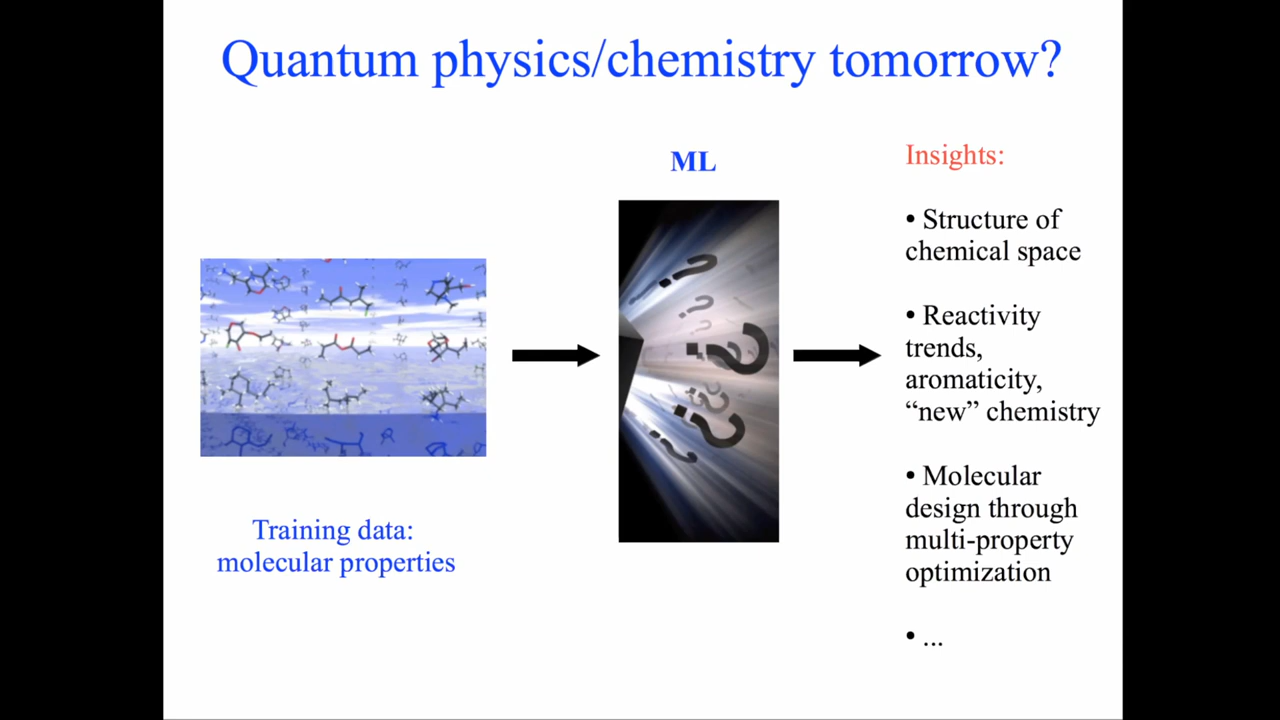 Quantum physics/chemistry tomorrow?
ML
Insights:
• Structure of
chemical space
• Reactivity
trends,
aromaticity,
“new” chemistry
• Molecular
design through
multi-property
optimization
• ...
Training data:
molecular properties